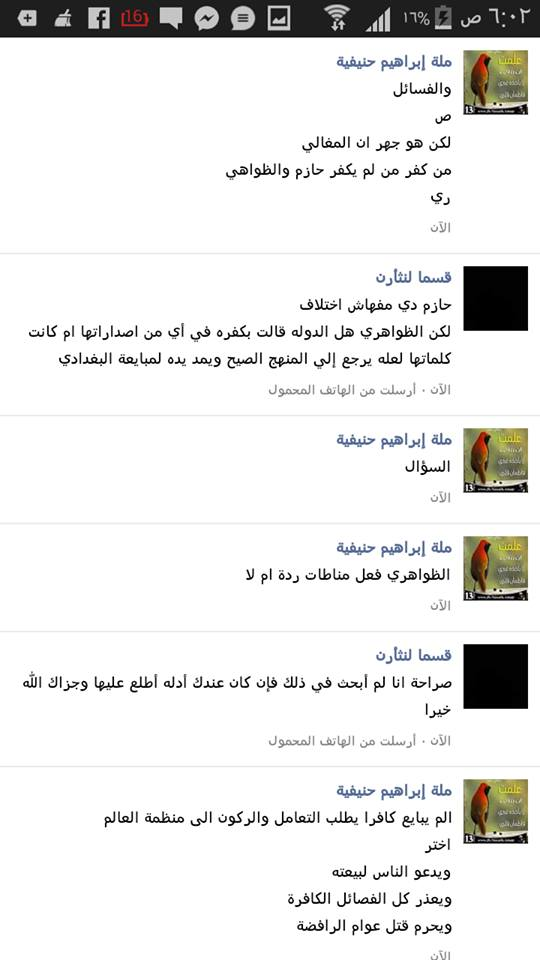 ٦:٠٢ ص ١٦%
16
ملة إبراهيم حنيفية
والفسائل
ص
لكن هو جهر ان المغالي
من كفر من لم يكفر حازم والظواهي
ري
الآن
قسما لنثأرن
حازم دي مفهاش اختلاف
لكن الظواهري هل الدوله قالت بكفره في أي من اصداراتها ام كانت
كلماتها لعله يرجع إلي المنهج الصيح ويمد يده لمبايعة البغدادي
الآن · أرسلت من الهاتف المحمول
ملة إبراهيم حنيفية
السؤال
الآن
ملة إبراهيم حنيفية
الظواهري فعل مناطات ردة ام لا
الآن
قسما لنثأرن
صراحة انا لم أبحث في ذلك فإن كان عندك أدله أطلع عليها وجزاك الله
خيرا
الآن · أرسلت من الهاتف المحمول
ملة إبراهيم حنيفية
الم يبايع كافرا يطلب التعامل والركون الى منظمة العالم
اختر
ويدعو الناس لبيعته
ويعذر كل الفصائل الكافرة
ويحرم قتل عوام الرافضة
الآن